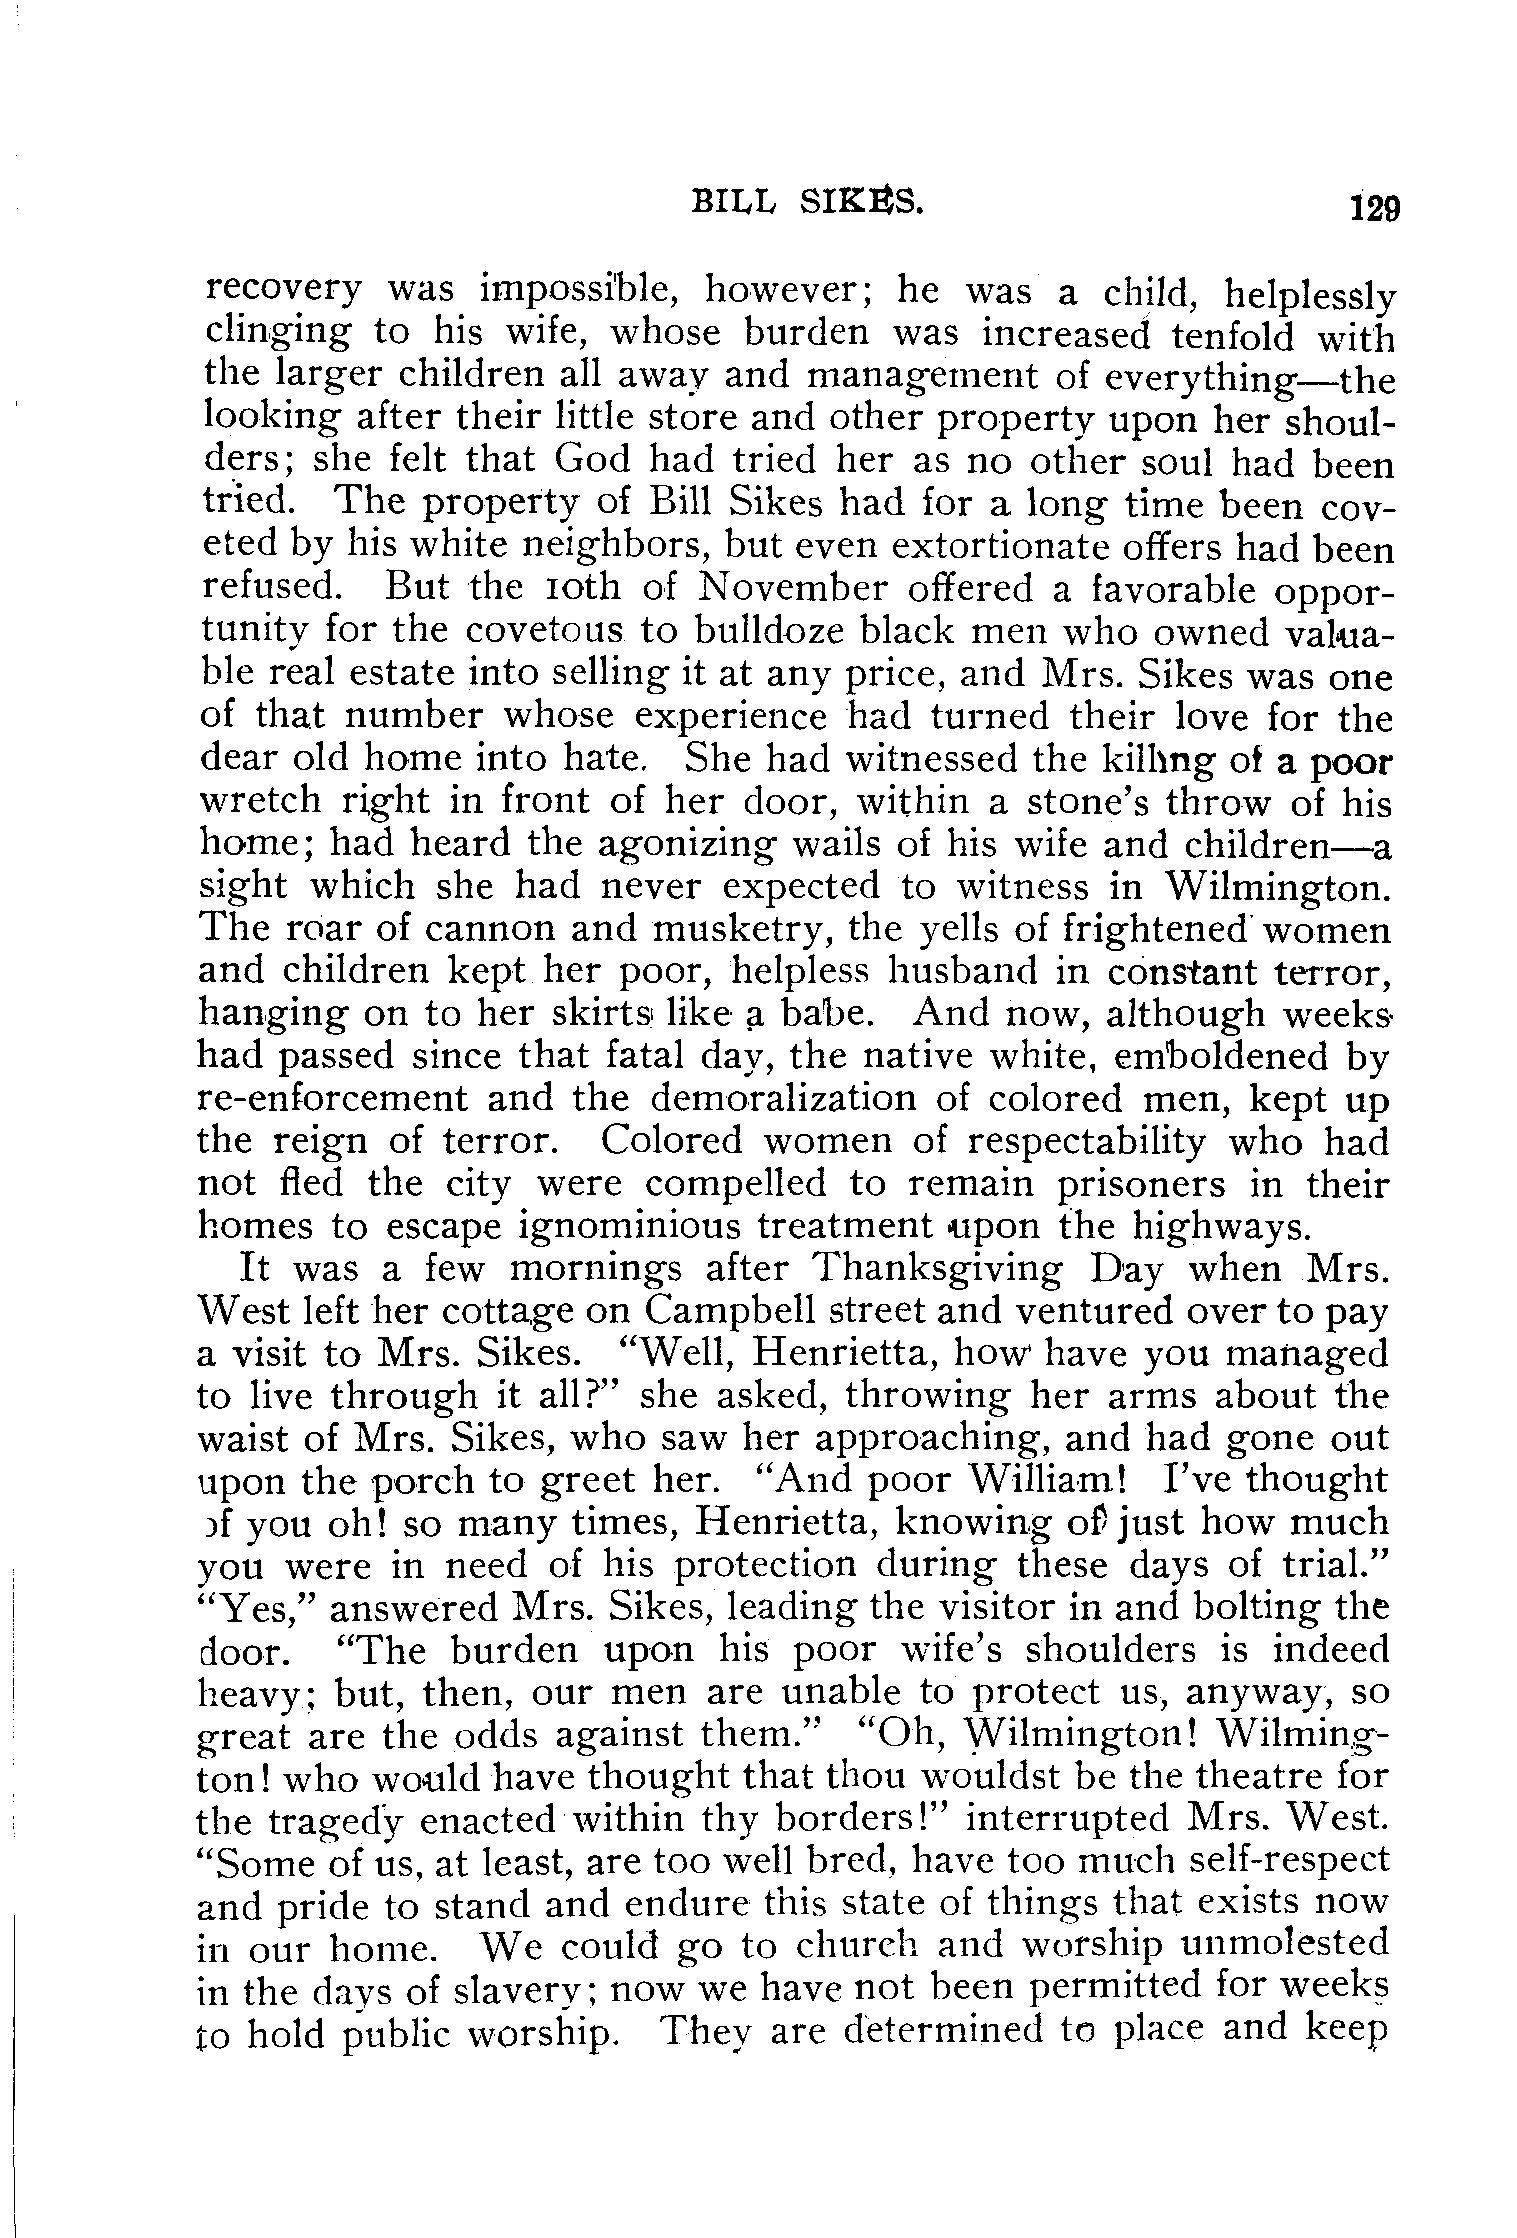 BILL SIKES. 129
recovery was impossible, however; he was a child, helplessly
clinging to his wife, whose burden was increased tenfold with
the larger children all away and management of everything—the
looking after their little store and other property upon her shoul-
ders; she felt that God had tried her as no other soul had been
tried. The property of Bill Sikes had for a long time been cov-
eted by his white neighbors, but even extortionate offers had been
refused. But the 10th of November offered a favorable oppor-
tunity for the covetous to bulldoze black men who owned valua-
ble real estate into selling it at any price, and Mrs. Sikes was one
of that number whose experience had turned their love for the
dear old home into hate. She had witnessed the killing of a poor
wretch right in front of her door, within a stone's throw of his
home; had heard the agonizing wails of his wife and children—a
sight which she had never expected to witness in Wilmington.
The roar of cannon and musketry, the yells of frightened women
and children kept her poor, helpless husband in constant terror,
hanging on to her skirts like a babe. And now, although weeks
had passed since that fatal day, the native white, emboldened by
re-enforcement and the demoralization of colored men, kept up
the reign of terror. Colored women of respectability who had
not fled the city were compelled to remain prisoners in their
homes to escape ignominious treatment upon the highways.
It was a few mornings after Thanksgiving Day when Mrs.
West left her cottage on Campbell street and ventured over to pay
a visit to Mrs. Sikes. "Well, Henrietta, how have you managed
to live through it all?" she asked, throwing her arms about the
waist of Mrs. Sikes, who saw her approaching, and had gone out
upon the porch to greet her. "And poor William! I've thought
of you oh! so many times, Henrietta, knowing of just how much
you were in need of his protection during these days of trial."
"Yes," answered Mrs. Sikes, leading the visitor in and bolting the
door. "The burden upon his poor wife's shoulders is indeed
heavy; but, then, our men are unable to protect us, anyway, so
great are the odds against them." "Oh, Wilmington! Wilming-
ton! who would have thought that thou wouldst be the theatre for
the tragedy enacted within thy borders!" interrupted Mrs. West.
"Some of us, at least, are too well bred, have too much self-respect
and pride to stand and endure this state of things that exists now
in our home. We could go to church and worship unmolested
in the days of slavery; now we have not been permitted for weeks
to hold public worship. They are determined to place and keep